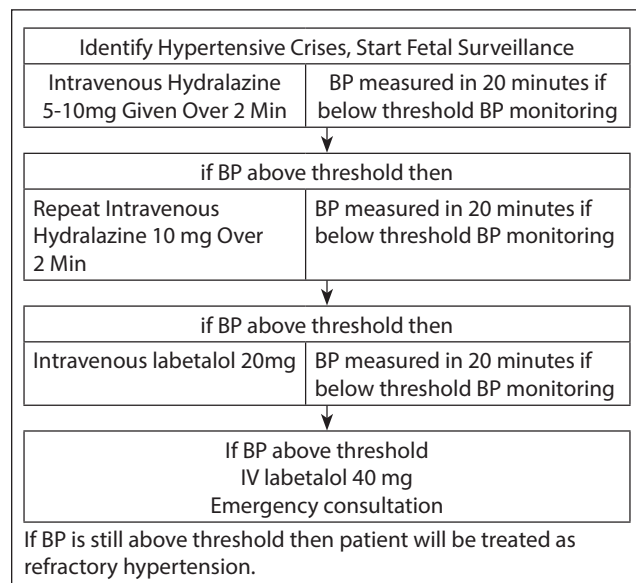 Identify Hypertensive Crises, Start Fetal Surveillance
Intravenous Hydralazine
5-10mg Given Over 2 Min
BP measured in 20 minutes if
below threshold BP monitoring
if BP above threshold then
Repeat Intravenous
Hydralazine 10 mg Over
2 Min
BP measured in 20 minutes if
below threshold BP monitoring
if BP above threshold then
Intravenous labetalol 20mg
BP measured in 20 minutes if
below threshold BP monitoring
If BP above threshold
IV labetalol 40 mg
Emergency consultation
If BP is still above threshold then patient will be treated as
refractory hypertension.